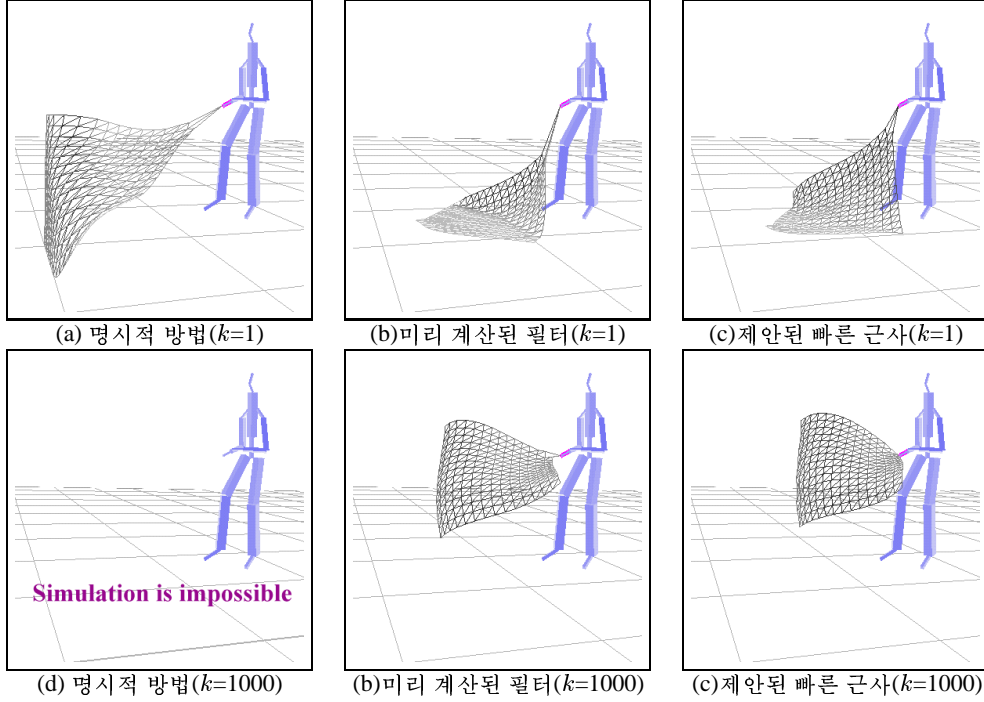 (a) 명시적 방법(k=1)
(b)미리 계산된 필터(k=1)
(c)제안된 빠른 근사(k=1)
Simulation is impossible
(d) 명시적 방법(k=1000)
(b)미리 계산된 필터(k=1000)
(c)제안된 빠른 근사(k=1000)